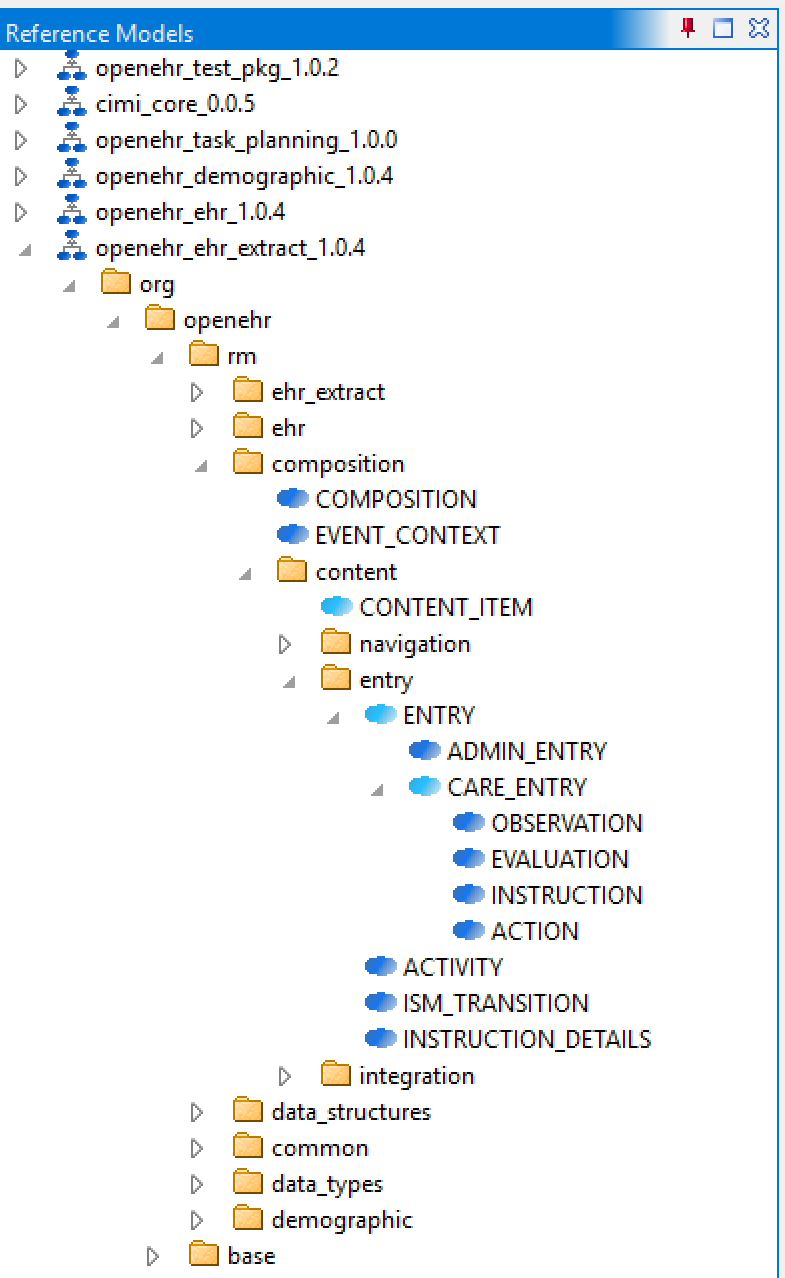 Reference Models
openehr_test_pkg_1.0.2
cimi_core_0.0.5
openehr_task_planning_1.0.0
openehr_demographic_1.0.4
openehr_ehr_1.0.4
openehr_ehr_extract_1.0.4
org
openehr
rm
ehr_extract
ehr
composition
COMPOSITION
EVENT_CONTEXT
content
CONTENT_ITEM
navigation
entry
ENTRY
ADMIN_ENTRY
CARE_ENTRY
OBSERVATION
EVALUATION
INSTRUCTION
ACTION
ACTIVITY
ISM_TRANSITION
INSTRUCTION_DETAILS
integration
data_structures
common
data_types
demographic
base